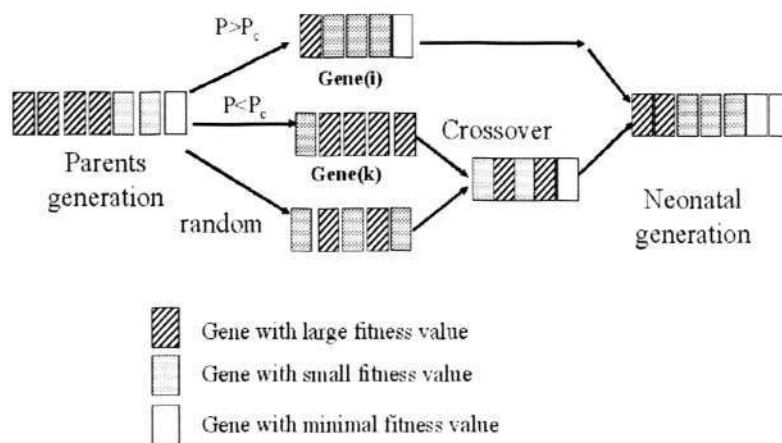 P>Pc
Gene(i)
P<Pc
Crossover
Gene(k)
Parents
generation
random
Neonatal
generation
Gene with large fitness value
Gene with small fitness value
Gene with minimal fitness value